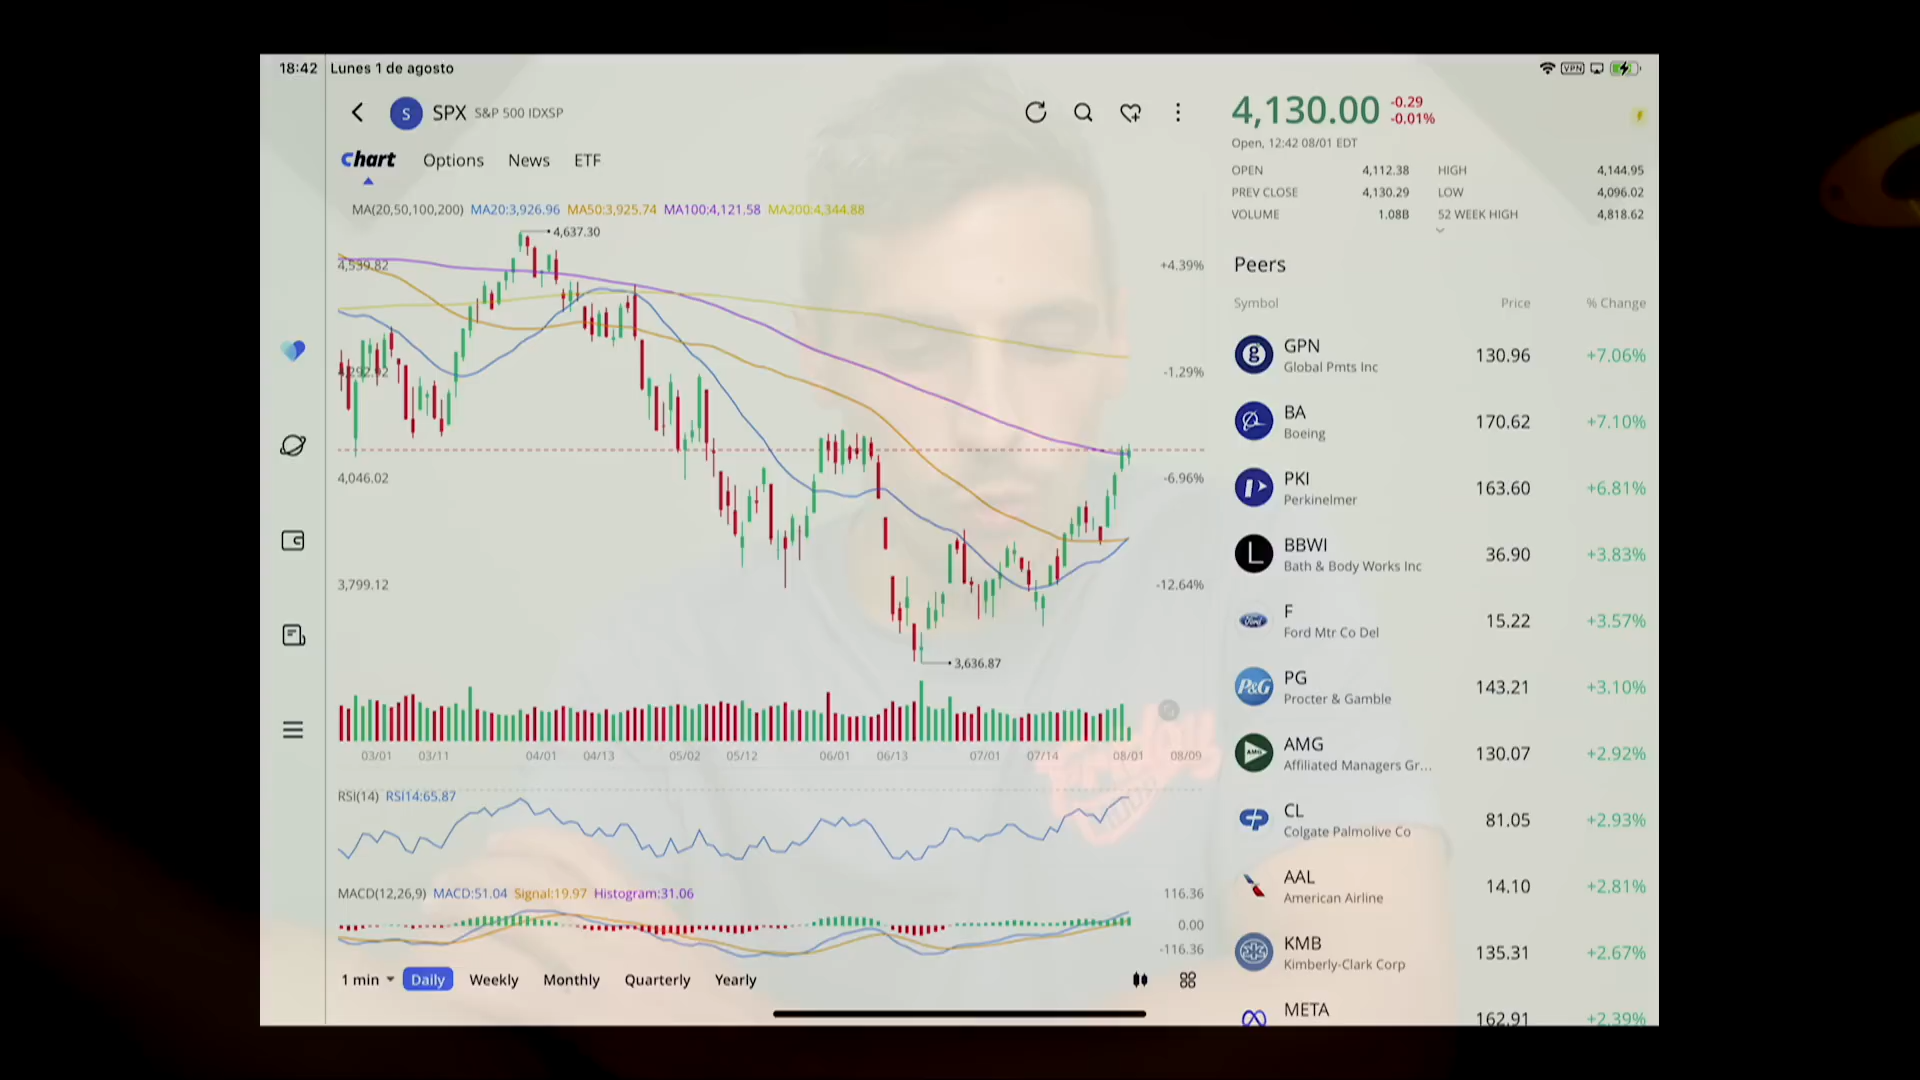 18:42 Lunes 1 de agosto
VPN
S SPX S&P 500 IDXSP
Chart Options News ETF
MA(20,50,100,200) MA20:3,926.96 MA50:3,925.74 MA100:4,121.58 MA200:4,344.88
4,637.30
4,539.82 +4.39%
4,292.92 -1.29%
4,046.02 -6.96%
3,799.12 -12.64%
3,636.87
03/01 03/11 04/01 04/13 05/02 05/12 06/01 06/13 07/01 07/14 08/01 08/09
RSI(14) RSI14:65.87
MACD(12,26,9) MACD:51.04 Signal:19.97 Histogram:31.06 116.36
0.00
-116.36
1 min Daily Weekly Monthly Quarterly Yearly
4,130.00 -0.29
-0.01%
Open, 12:42 08/01 EDT
OPEN 4,112.38 HIGH 4,144.95
PREV CLOSE 4,130.29 LOW 4,096.02
VOLUME 1.08B 52 WEEK HIGH 4,818.62
Peers
Symbol Price % Change
GPN 130.96 +7.06%
Global Pmts Inc
BA 170.62 +7.10%
Boeing
PKI 163.60 +6.81%
Perkinelmer
L BBWI 36.90 +3.83%
Bath & Body Works Inc
F 15.22 +3.57%
Ford Mtr Co Del
P&G PG 143.21 +3.10%
Procter & Gamble
AMG AMG 130.07 +2.92%
Affiliated Managers Gr...
CL 81.05 +2.93%
Colgate Palmolive Co
AAL 14.10 +2.81%
American Airline
KMB 135.31 +2.67%
Kimberly-Clark Corp
META 162.91 +2.39%